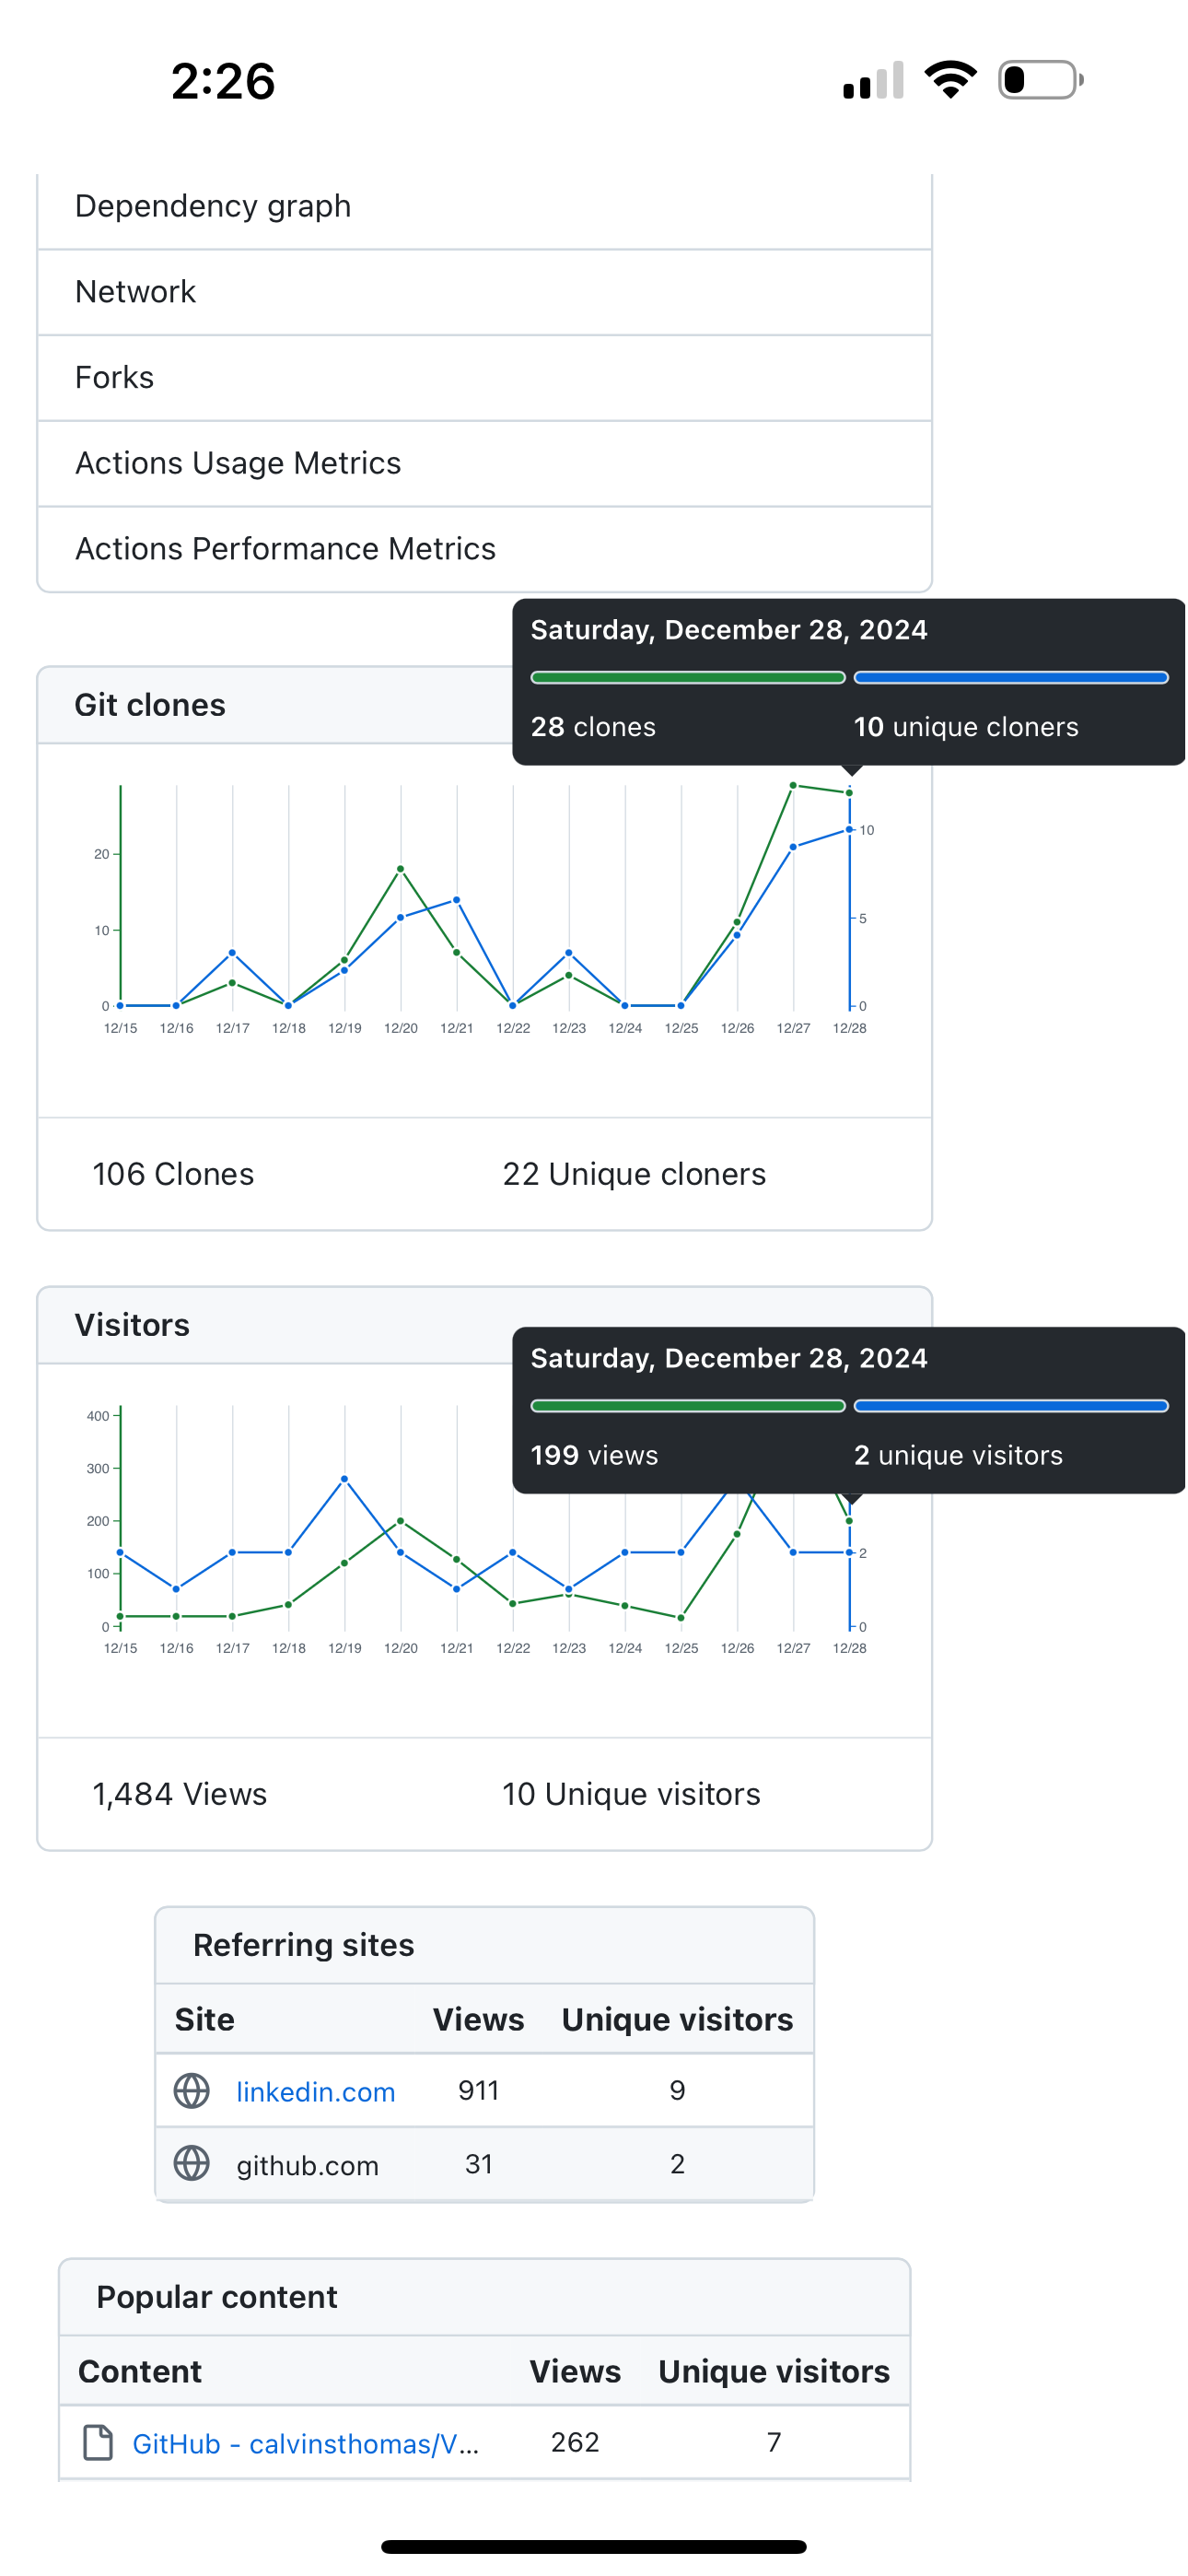 2:26
Dependency graph
Network
Forks
Actions Usage Metrics
Actions Performance Metrics
Saturday, December 28, 2024
28 clones 10 unique cloners
Git clones
20
10
0
10
5
0
12/15 12/16 12/17 12/18 12/19 12/20 12/21 12/22 12/23 12/24 12/25 12/26 12/27 12/28
106 Clones 22 Unique cloners
Visitors
Saturday, December 28, 2024
199 views 2 unique visitors
400
300
200
100
0
2
0
12/15 12/16 12/17 12/18 12/19 12/20 12/21 12/22 12/23 12/24 12/25 12/26 12/27 12/28
1,484 Views 10 Unique visitors
Referring sites
Site Views Unique visitors
linkedin.com 911 9
github.com 31 2
Popular content
Content Views Unique visitors
GitHub - calvinsthomas/V... 262 7